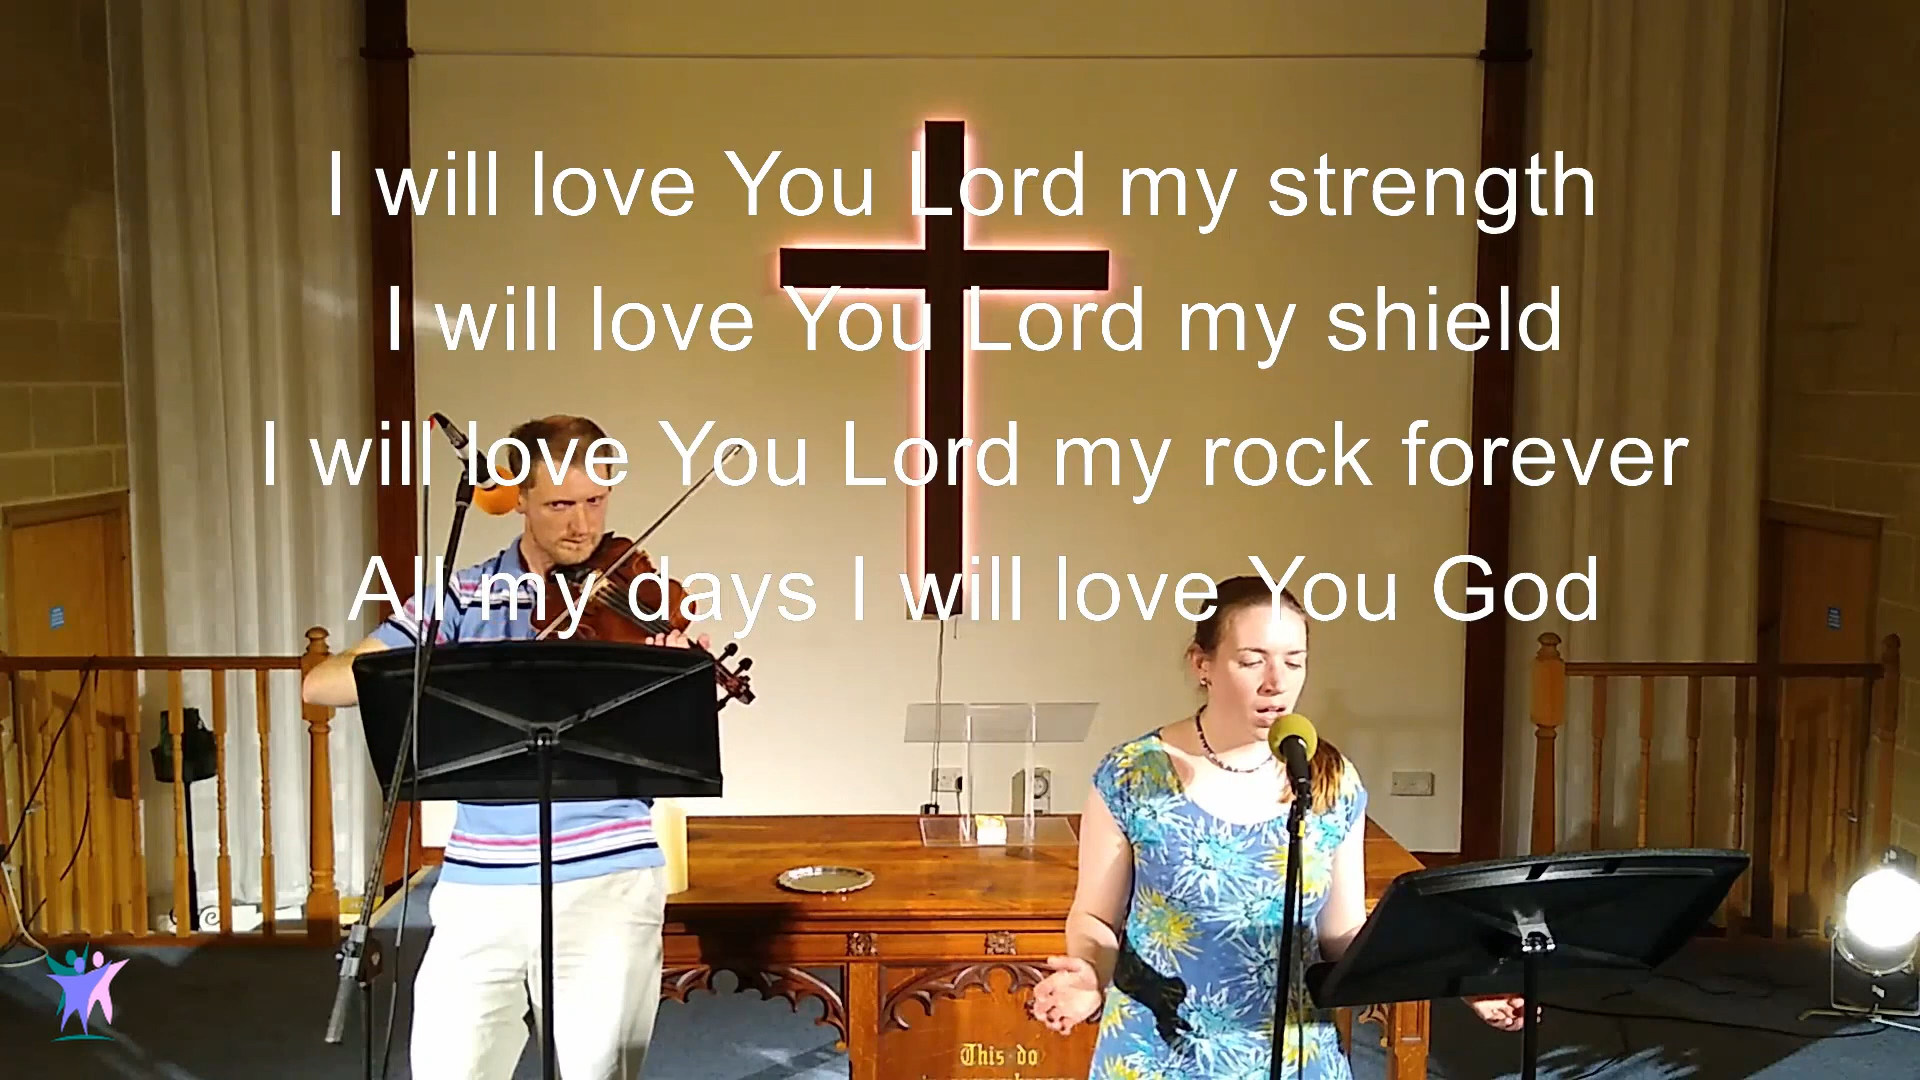 I will love You Lord my strength
I will love You Lord my shield
I will love You Lord my rock forever
All my days I will love You God
This do